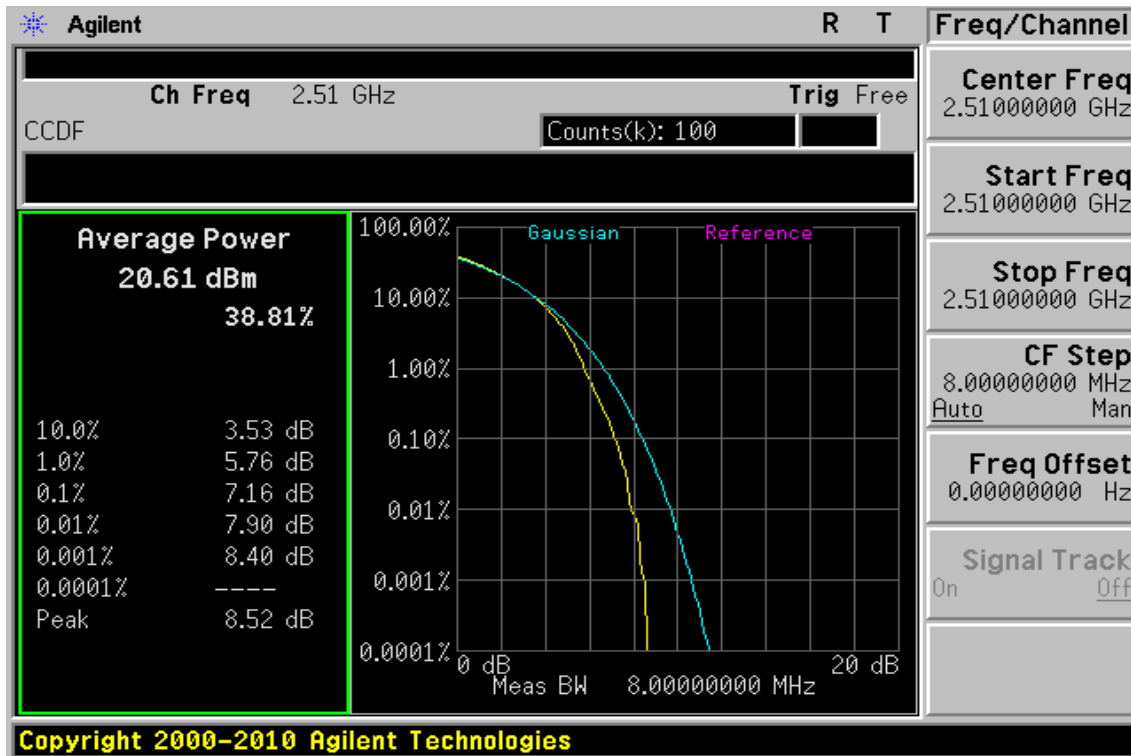 Agilent R T
Ch Freq 2.51 GHz Trig Free
CCDF Counts(k): 100
Average Power
20.61 dBm
38.81%
10.0% 3.53 dB
1.0% 5.76 dB
0.1% 7.16 dB
0.01% 7.90 dB
0.001% 8.40 dB
0.0001% ----
Peak 8.52 dB
Gaussian Reference
100.00%
10.00%
1.00%
0.10%
0.01%
0.001%
0.0001%
0 dB 20 dB
Meas BW 8.00000000 MHz
Freq/Channel
Center Freq
2.51000000 GHz
Start Freq
2.51000000 GHz
Stop Freq
2.51000000 GHz
CF Step
8.00000000 MHz
Auto Man
Freq Offset
0.00000000 Hz
Signal Track
On Off
Copyright 2000-2010 Agilent Technologies